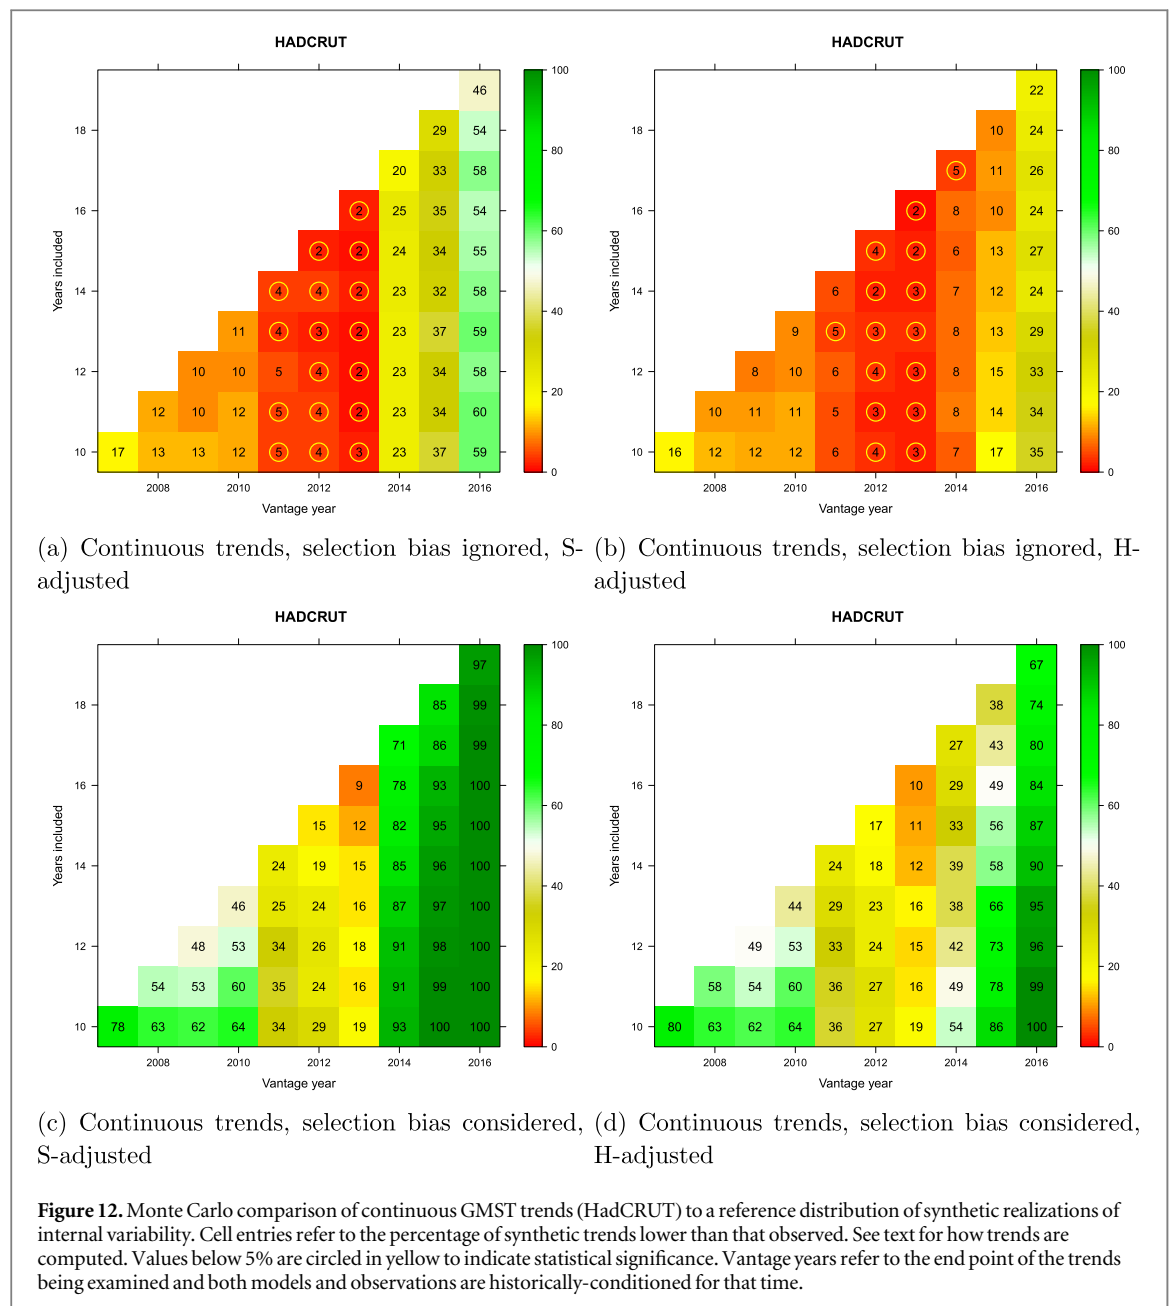 HADCRUT
46
18 29 54
20 33 58
16 2 25 35 54
2 2 24 34 55
14 4 4 2 23 32 58
11 4 3 2 23 37 59
12 10 10 5 4 2 23 34 58
12 10 12 5 4 2 23 34 60
10 17 13 13 12 5 4 3 23 37 59
2008 2010 2012 2014 2016
Vantage year
Years included
100
80
60
40
20
0
(a) Continuous trends, selection bias ignored, S-
adjusted
HADCRUT
22
18 10 24
5 11 26
16 2 8 10 24
4 2 6 13 27
14 6 2 3 7 12 24
9 5 3 3 8 13 29
12 8 10 6 4 3 8 15 33
10 11 11 5 3 3 8 14 34
10 16 12 12 12 6 4 3 7 17 35
2008 2010 2012 2014 2016
Vantage year
Years included
100
80
60
40
20
0
(b) Continuous trends, selection bias ignored, H-
adjusted
HADCRUT
97
18 85 99
71 86 99
16 9 78 93 100
15 12 82 95 100
14 24 19 15 85 96 100
46 25 24 16 87 97 100
12 48 53 34 26 18 91 98 100
54 53 60 35 24 16 91 99 100
10 78 63 62 64 34 29 19 93 100 100
2008 2010 2012 2014 2016
Vantage year
Years included
100
80
60
40
20
0
(c) Continuous trends, selection bias considered,
S-adjusted
HADCRUT
67
18 38 74
27 43 80
16 10 29 49 84
17 11 33 56 87
14 24 18 12 39 58 90
44 29 23 16 38 66 95
12 49 53 33 24 15 42 73 96
58 54 60 36 27 16 49 78 99
10 80 63 62 64 36 27 19 54 86 100
2008 2010 2012 2014 2016
Vantage year
Years included
100
80
60
40
20
0
(d) Continuous trends, selection bias considered,
H-adjusted
Figure 12. Monte Carlo comparison of continuous GMST trends (HadCRUT) to a reference distribution of synthetic realizations of
internal variability. Cell entries refer to the percentage of synthetic trends lower than that observed. See text for how trends are
computed. Values below 5% are circled in yellow to indicate statistical significance. Vantage years refer to the end point of the trends
being examined and both models and observations are historically-conditioned for that time.